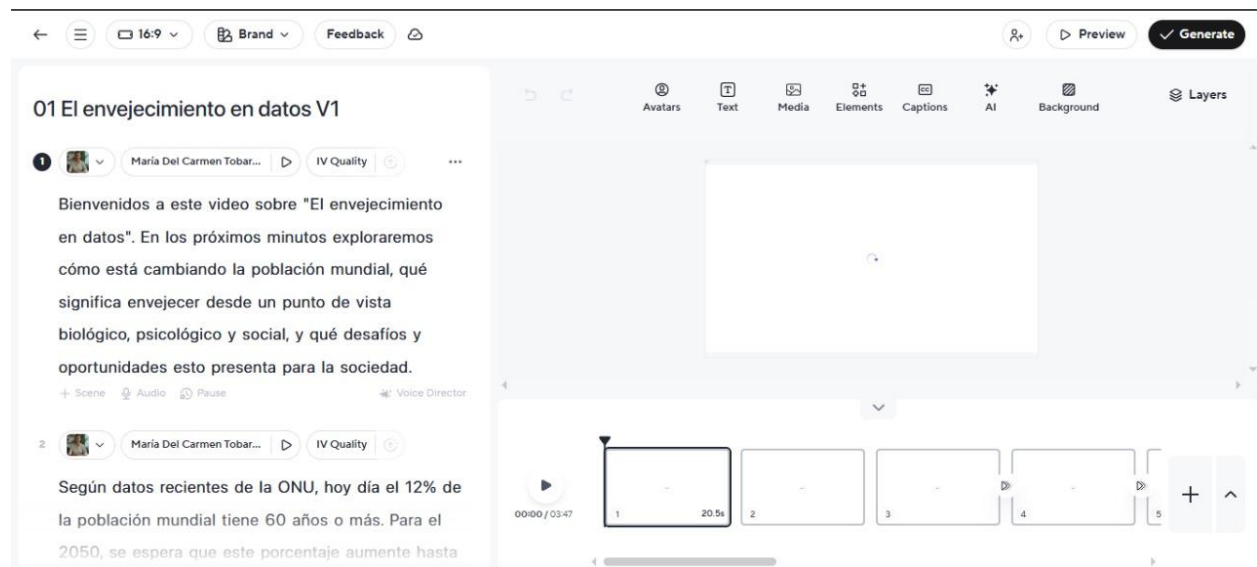 16:9
Brand
Feedback
Preview
Generate
01 El envejecimiento en datos V1
Avatars
Text
Media
Elements
Captions
AI
Background
Layers
1
María Del Carmen Tobar...
IV Quality
Bienvenidos a este video sobre "El envejecimiento
en datos". En los próximos minutos exploraremos
cómo está cambiando la población mundial, qué
significa envejecer desde un punto de vista
biológico, psicológico y social, y qué desafíos y
oportunidades esto presenta para la sociedad.
+ Scene Audio Pause Voice Director
2
María Del Carmen Tobar...
IV Quality
Según datos recientes de la ONU, hoy día el 12% de
la población mundial tiene 60 años o más. Para el
2050, se espera que este porcentaje aumente hasta
00:00 / 03:47
1 20.5s
2
3
4
5